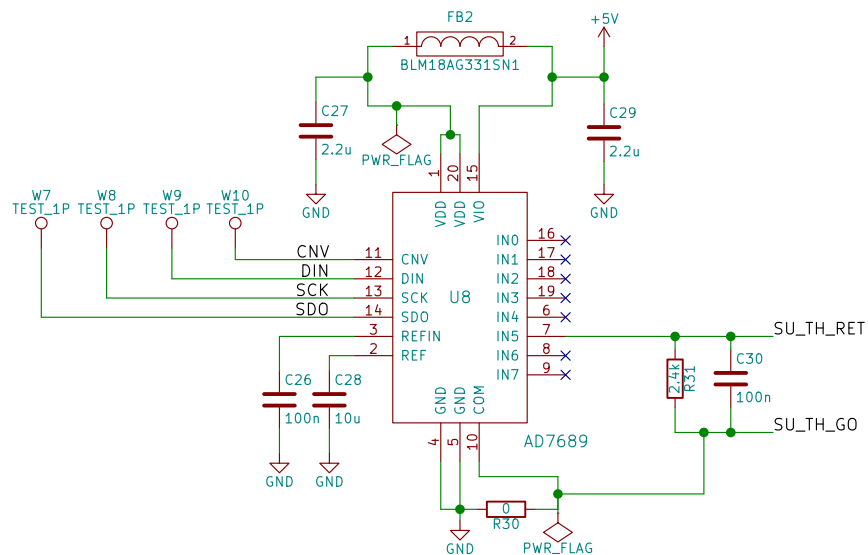 FB2
1 2
BLM18AG331SN1
+5V
C27
2.2u
GND
PWR_FLAG
C29
2.2u
GND
1 20 15
VDD VDD VIO
W7 W8 W9 W10
TEST_1P TEST_1P TEST_1P TEST_1P
CNV 11 CNV
DIN 12 DIN
SCK 13 SCK
SDO 14 SDO
3 REFIN
2 REF
U8
IN0 16
IN1 17
IN2 18
IN3 19
IN4 6
IN5 7
IN6 8
IN7 9
SU_TH_RET
2.4k
R31
C30
100n
SU_TH_GO
C26
100n
GND
C28
10u
GND
GND GND COM
4 5 10
AD7689
0
R30
GND
PWR_FLAG